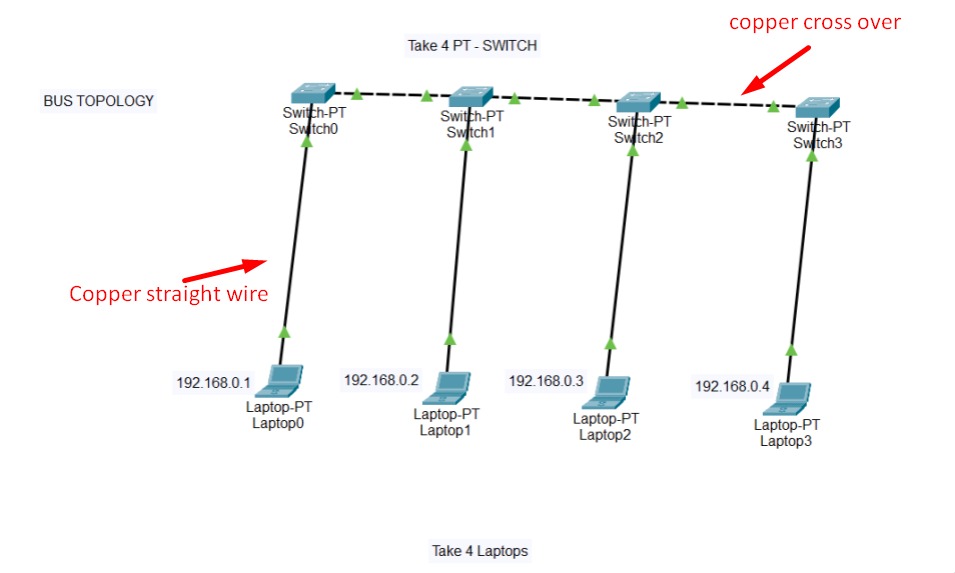 copper cross over
Take 4 PT - SWITCH
BUS TOPOLOGY
Switch-PT
Switch0
Switch-PT
Switch1
Switch-PT
Switch2
Switch-PT
Switch3
Copper straight wire
192.168.0.1
Laptop-PT
Laptop0
192.168.0.2
Laptop-PT
Laptop1
192.168.0.3
Laptop-PT
Laptop2
192.168.0.4
Laptop-PT
Laptop3
Take 4 Laptops